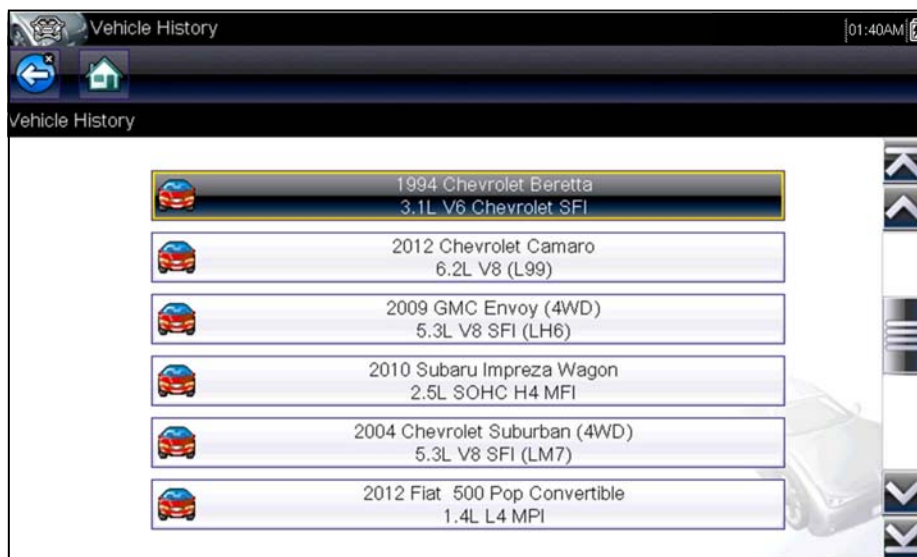 Vehicle History
01:40AM
Vehicle History
1994 Chevrolet Beretta
3.1L V6 Chevrolet SFI
2012 Chevrolet Camaro
6.2L V8 (L99)
2009 GMC Envoy (4WD)
5.3L V8 SFI (LH6)
2010 Subaru Impreza Wagon
2.5L SOHC H4 MFI
2004 Chevrolet Suburban (4WD)
5.3L V8 SFI (LM7)
2012 Fiat 500 Pop Convertible
1.4L L4 MPI